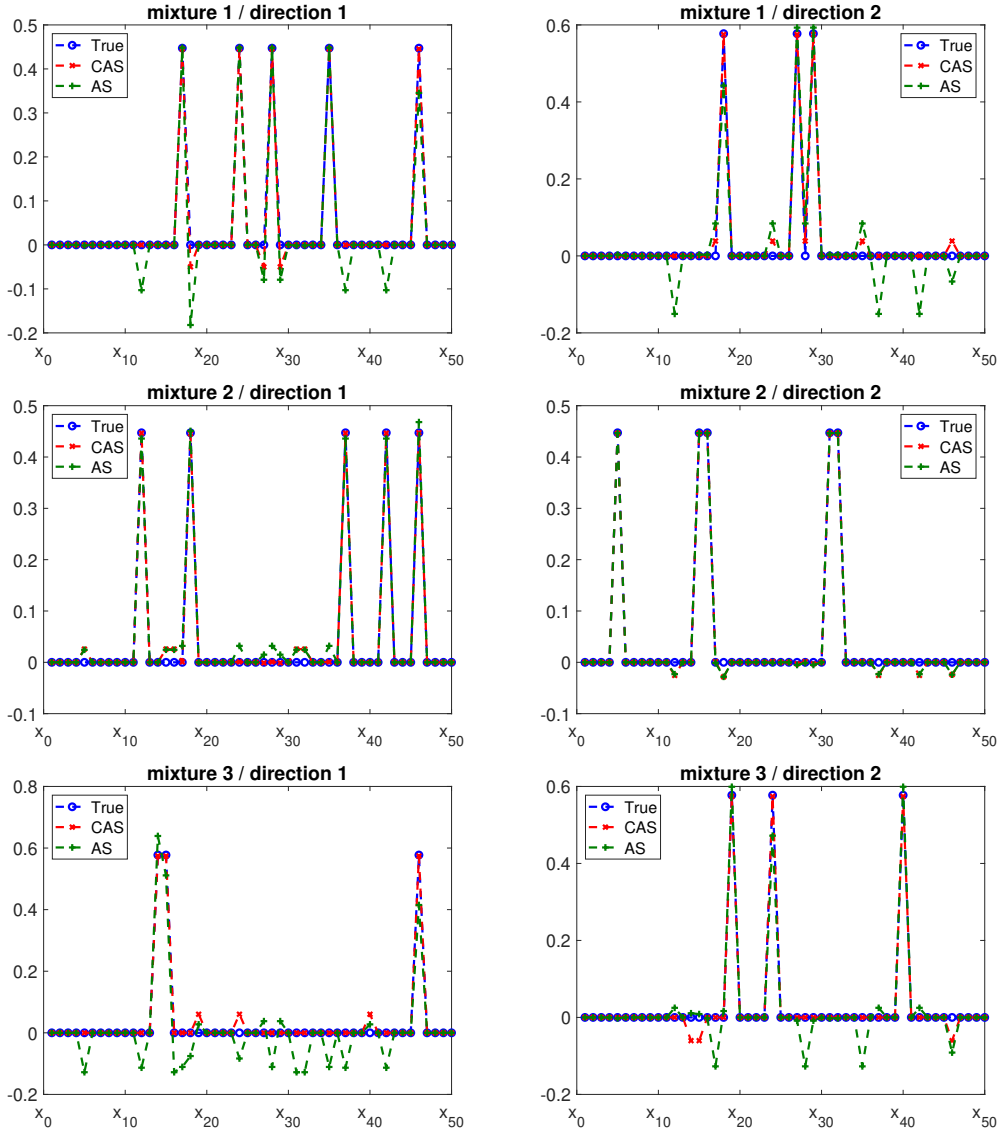 mixture 1 / direction 1
0.5
0.4
0.3
0.2
0.1
0
-0.1
-0.2
True
CAS
AS
x0 x10 x20 x30 x40 x50
mixture 1 / direction 2
0.6
0.4
0.2
0
-0.2
True
CAS
AS
x0 x10 x20 x30 x40 x50
mixture 2 / direction 1
0.5
0.4
0.3
0.2
0.1
0
-0.1
True
CAS
AS
x0 x10 x20 x30 x40 x50
mixture 2 / direction 2
0.5
0.4
0.3
0.2
0.1
0
-0.1
True
CAS
AS
x0 x10 x20 x30 x40 x50
mixture 3 / direction 1
0.8
0.6
0.4
0.2
0
-0.2
True
CAS
AS
x0 x10 x20 x30 x40 x50
mixture 3 / direction 2
0.6
0.4
0.2
0
-0.2
True
CAS
AS
x0 x10 x20 x30 x40 x50